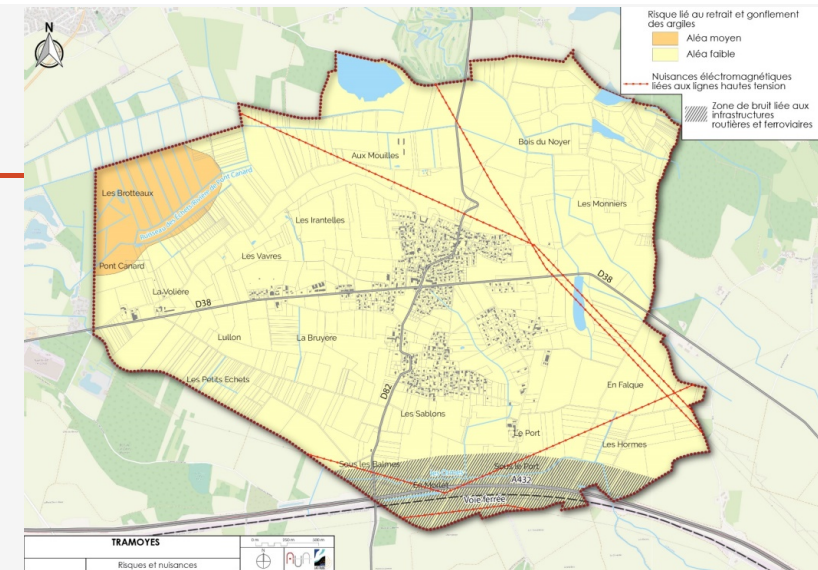 N
Risque lié au retrait et gonflement
des argiles
Aléa moyen
Aléa faible
Nuisances éléctromagnétiques
liées aux lignes hautes tension
Zone de bruit liée aux
infrastructures
routières et ferroviaires
Bois du Noyer
Aux Mouilles
Les Brotteaux
Les Monniers
Les Irantelles
Les Vavres
Pont Canard
D38
La Volière
D38
Lullon
La Bruyere
Les Petits Echets
En Falque
D82
Les Sablons
Le Port
Les Hormes
Sous les Balmes
Sous le Port
A432
Voie ferrée
TRAMOYES
Risques et nuisances